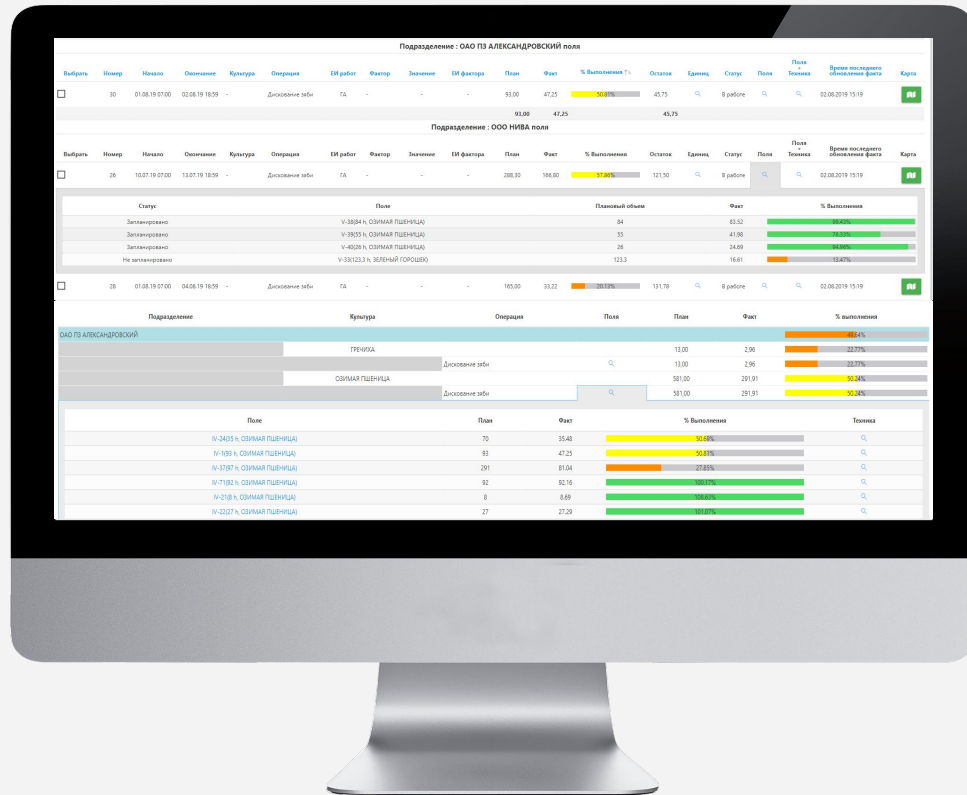 Подразделение : ОАО ПЗ АЛЕКСАНДРОВСКИЙ поля
Выбрать Номер Начало Окончание Культура Операция ЕИ работ Фактор Значение ЕИ фактора План Факт % Выполнения Остаток Единиц Статус Поля Поля + Техника Время последнего обновления факта Карта
30 01.08.19 07:00 02.08.19 18:59 - Дискование зяби ГА - - - 93,00 47,25 50.81% 45,75 В работе 02.08.2019 15:19
93,00 47,25 45,75
Подразделение : ООО НИВА поля
Выбрать Номер Начало Окончание Культура Операция ЕИ работ Фактор Значение ЕИ фактора План Факт % Выполнения Остаток Единиц Статус Поля Поля + Техника Время последнего обновления факта Карта
26 10.07.19 07:00 13.07.19 18:59 - Дискование зяби ГА - - - 288,30 166,80 57.86% 121,50 В работе 02.08.2019 15:19
Статус Поле Плановый объем Факт % Выполнения
Запланировано V-38(84 h, ОЗИМАЯ ПШЕНИЦА) 84 83.52 99.43%
Запланировано V-39(55 h, ОЗИМАЯ ПШЕНИЦА) 55 41.98 76.33%
Запланировано V-40(26 h, ОЗИМАЯ ПШЕНИЦА) 26 24.69 94.96%
Не запланировано V-33(123,3 h, ЗЕЛЕНЫЙ ГОРОШЕК) 123.3 16.61 13.47%
28 01.08.19 07:00 04.08.19 18:59 - Дискование зяби ГА - - - 165,00 33,22 20.13% 131,78 В работе 02.08.2019 15:19
Подразделение Культура Операция Поля План Факт % выполнения
ОАО ПЗ АЛЕКСАНДРОВСКИЙ 49.64%
ГРЕЧИХА 13,00 2,96 22.77%
Дискование зяби 13,00 2,96 22.77%
ОЗИМАЯ ПШЕНИЦА 581,00 291,91 50.24%
Дискование зяби 581,00 291,91 50.24%
Поле План Факт % Выполнения Техника
IV-24(35 h, ОЗИМАЯ ПШЕНИЦА) 70 35.48 50.69%
IV-1(93 h, ОЗИМАЯ ПШЕНИЦА) 93 47.25 50.81%
IV-37(97 h, ОЗИМАЯ ПШЕНИЦА) 291 81.04 27.85%
IV-71(92 h, ОЗИМАЯ ПШЕНИЦА) 92 92.16 100.17%
IV-21(8 h, ОЗИМАЯ ПШЕНИЦА) 8 8.69 108.63%
IV-22(27 h, ОЗИМАЯ ПШЕНИЦА) 27 27.29 101.07%